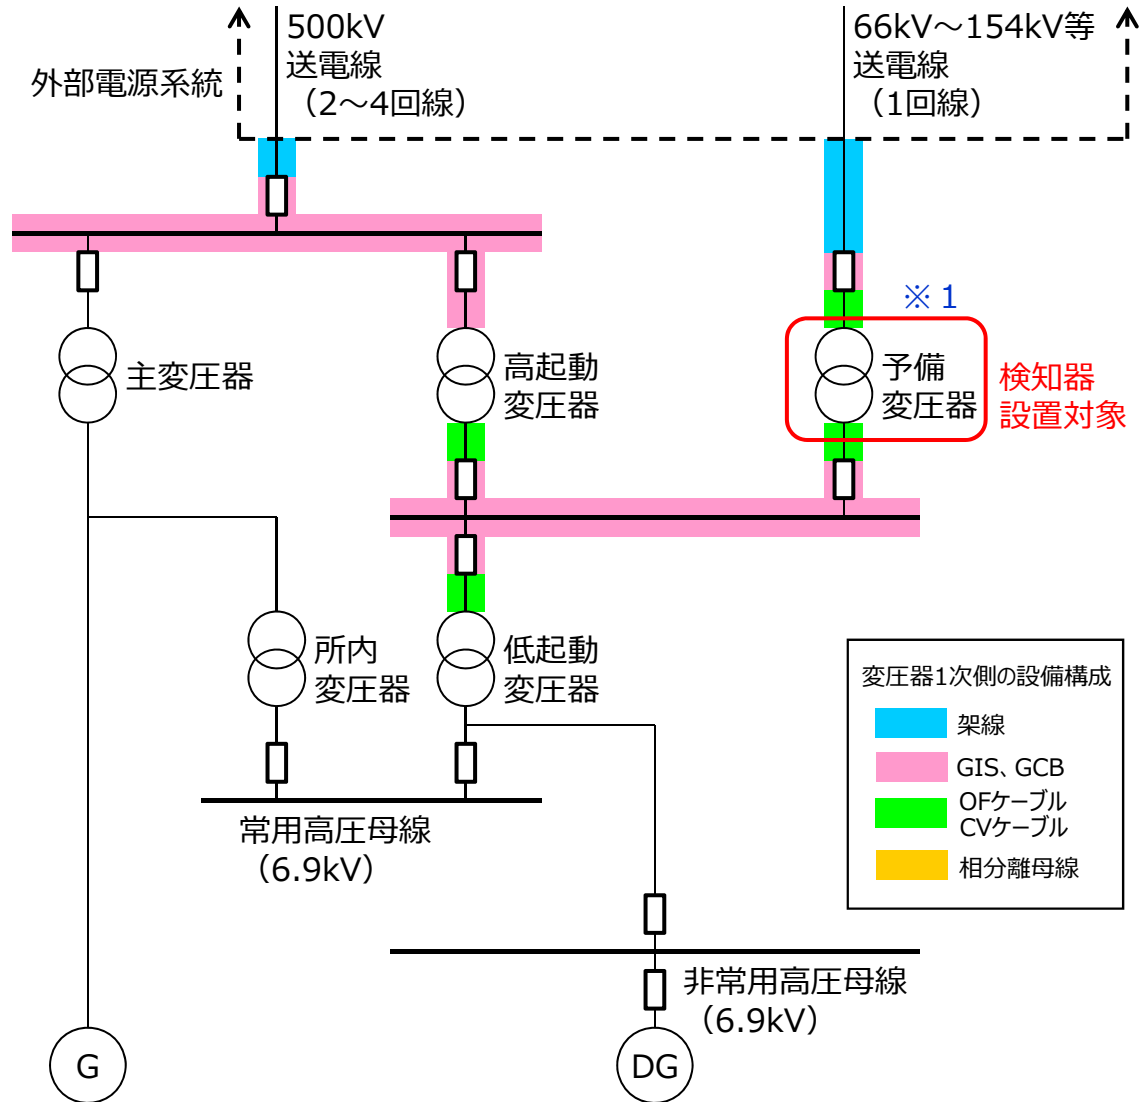 500kV
送電線
（2～4回線）
66kV～154kV等
送電線
（1回線）
外部電源系統
※１
主変圧器
高起動
変圧器
予備
変圧器
検知器
設置対象
所内
変圧器
低起動
変圧器
変圧器1次側の設備構成
架線
GIS、GCB
OFケーブル
CVケーブル
相分離母線
常用高圧母線
（6.9kV）
非常用高圧母線
（6.9kV）
G
DG